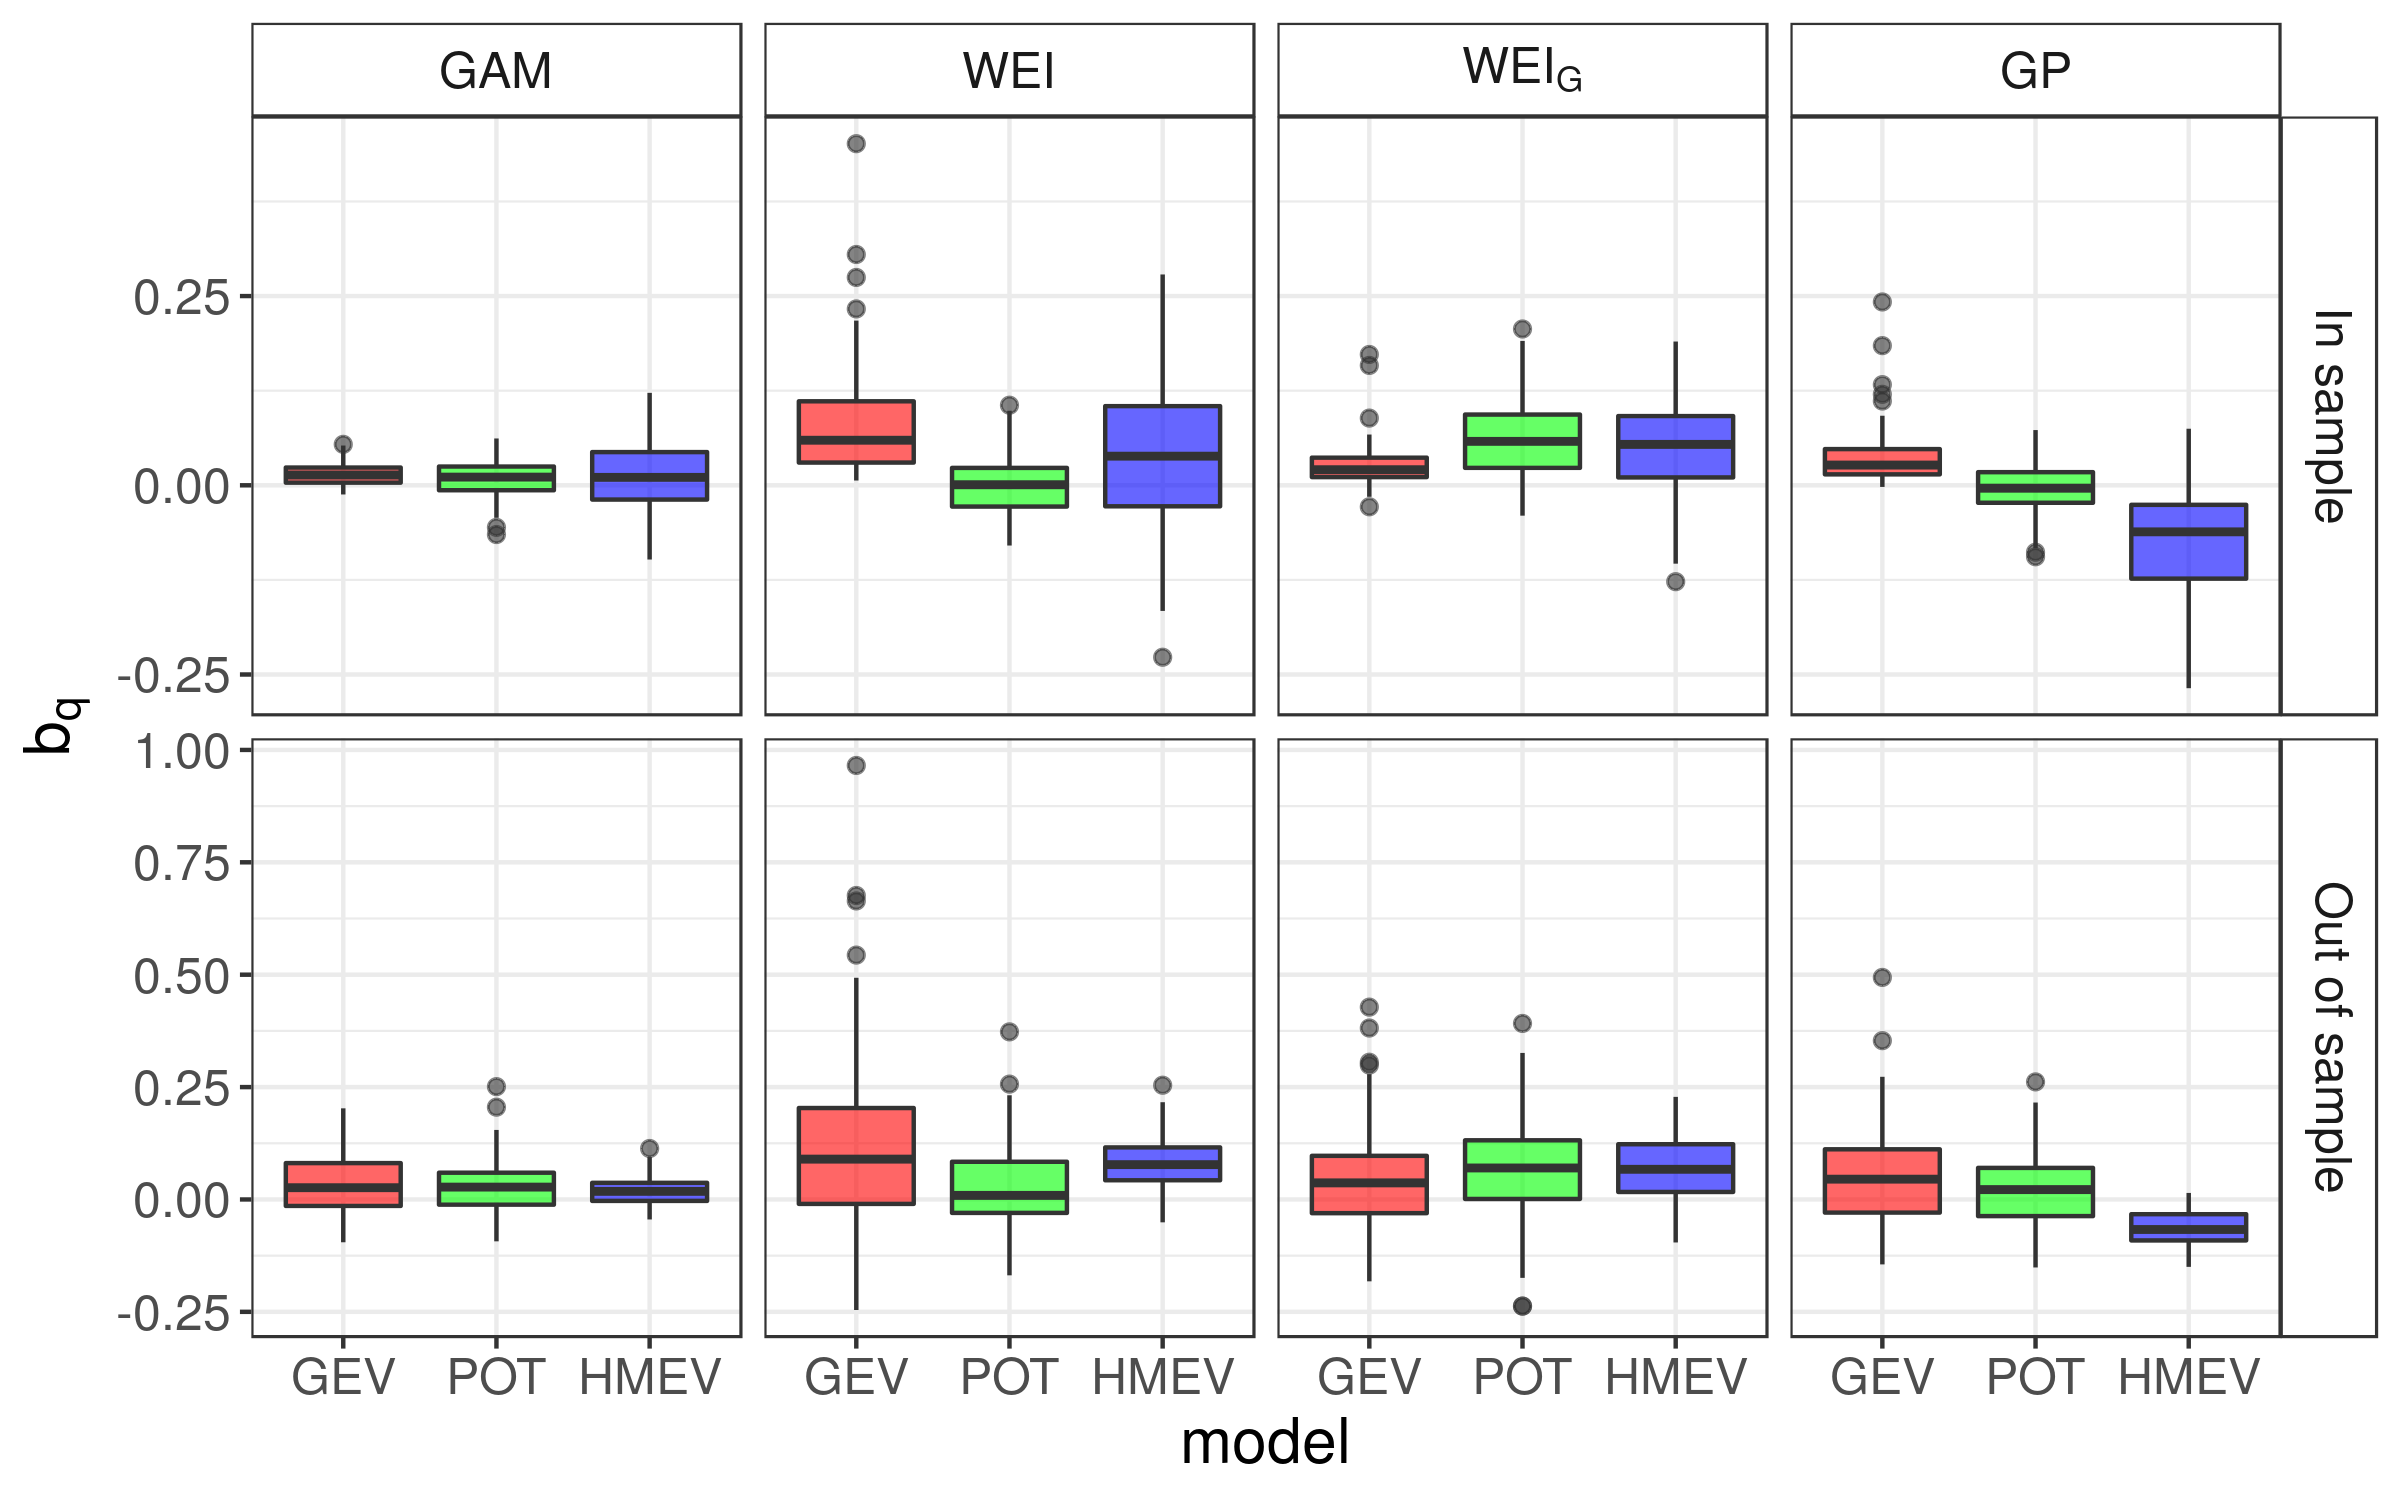 GAM WEI WEI_G GP
0.25
0.00
-0.25
In sample
b_q
1.00
0.75
0.50
0.25
0.00
-0.25
Out of sample
GEV POT HMEV GEV POT HMEV GEV POT HMEV GEV POT HMEV
model